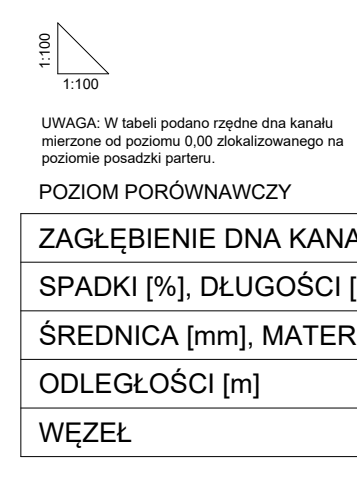 1:100
1:100
UWAGA: W tabeli podano rzędne dna kanału
mierzone od poziomu 0,00 zlokalizowanego na
poziomie posadzki parteru.
POZIOM PORÓWNAWCZY
ZAGŁĘBIENIE DNA KANA
SPADKI [%], DŁUGOŚCI [
ŚREDNICA [mm], MATER
ODLEGŁOŚCI [m]
WĘZEŁ